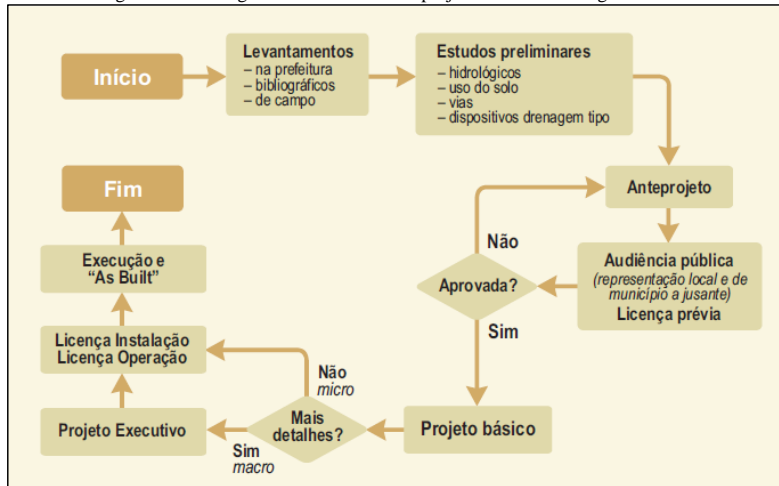 Início
Levantamentos
– na prefeitura
– bibliográficos
– de campo
Estudos preliminares
– hidrológicos
– uso do solo
– vias
– dispositivos drenagem tipo
Anteprojeto
Audiência pública
(representação local e de
município a jusante)
Licença prévia
Aprovada?
Não
Sim
Projeto básico
Mais
detalhes?
Não
micro
Sim
macro
Projeto Executivo
Licença Instalação
Licença Operação
Execução e
“As Built”
Fim